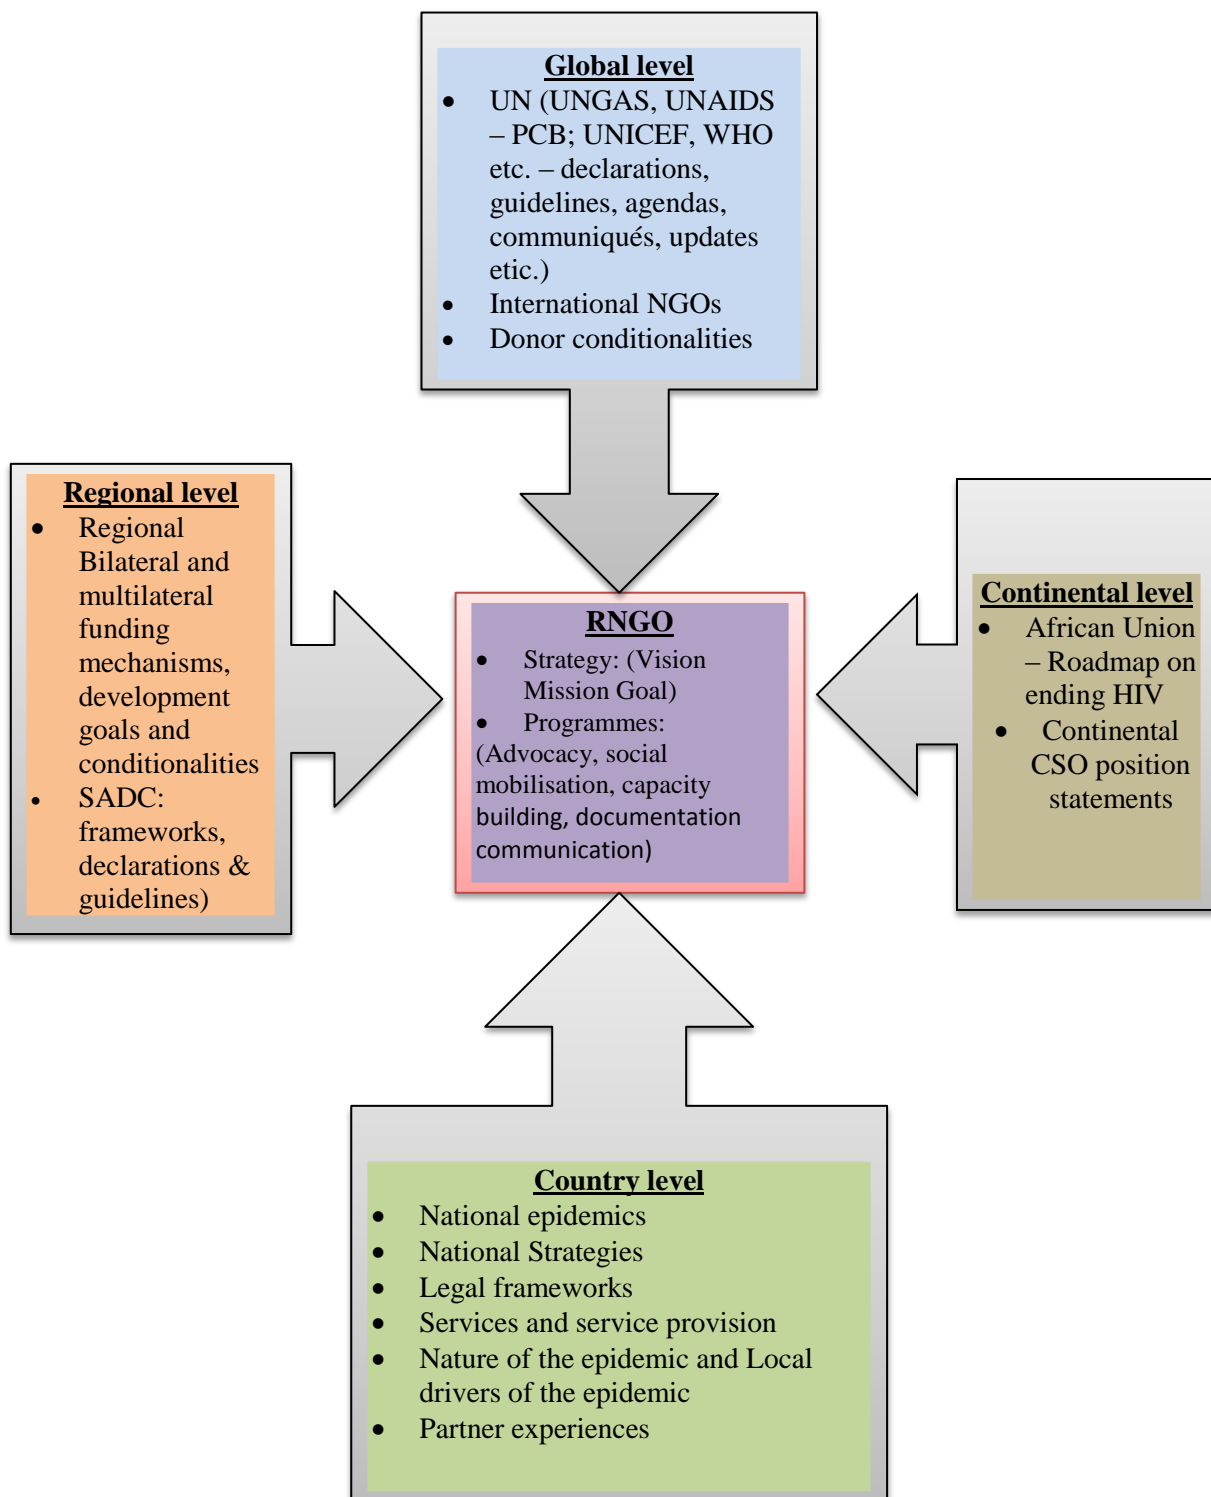 Global level
• UN (UNGAS, UNAIDS
– PCB; UNICEF, WHO
etc. – declarations,
guidelines, agendas,
communiqués, updates
etic.)
• International NGOs
• Donor conditionalities
Regional level
• Regional
Bilateral and
multilateral
funding
mechanisms,
development
goals and
conditionalities
• SADC:
frameworks,
declarations &
guidelines)
RNGO
• Strategy: (Vision
Mission Goal)
• Programmes:
(Advocacy, social
mobilisation, capacity
building, documentation
communication)
Continental level
• African Union
– Roadmap on
ending HIV
• Continental
CSO position
statements
Country level
• National epidemics
• National Strategies
• Legal frameworks
• Services and service provision
• Nature of the epidemic and Local
drivers of the epidemic
• Partner experiences